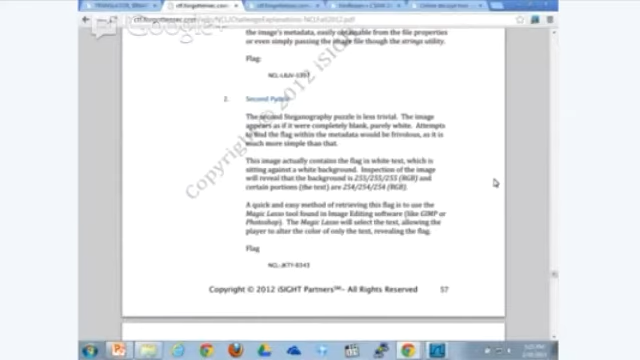 the image's metadata, easily obtainable from the file properties
or even simply passing the image file though the strings utility.
Flag:
2. Second Puzzle
The second Steganography puzzle is less trivial. The image
appears as if it were completely blank, purely white. Attempts
to find the flag within the metadata would be frivolous, as it is
much more simple than that.
This image actually contains the flag in white text, which is
sitting against a white background. Inspection of the image
will reveal that the background is 255/255/255 (RGB) and
certain portions (the text) are 254/254/254 (RGB).
A quick and easy method of retrieving this flag is to use the
Magic Lasso tool found in Image Editing software (like GIMP or
Photoshop). The Magic Lasso will select the text, allowing the
player to alter the color of only the text, revealing the flag.
Flag
NCL-JKTY-8343
Copyright © 2012 iSIGHT Partners℠– All Rights Reserved 57
Copyright © 2012 iSIGHT